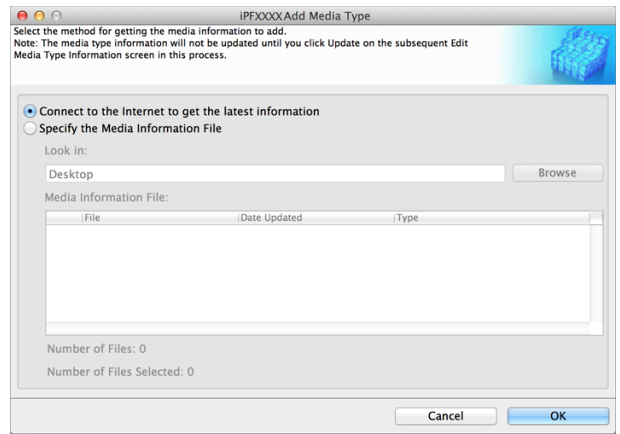 iPFXXXX Add Media Type
Select the method for getting the media information to add.
Note: The media type information will not be updated until you click Update on the subsequent Edit
Media Type Information screen in this process.
Connect to the Internet to get the latest information
Specify the Media Information File
Look in:
Desktop Browse
Media Information File:
File Date Updated Type
Number of Files: 0
Number of Files Selected: 0
Cancel OK